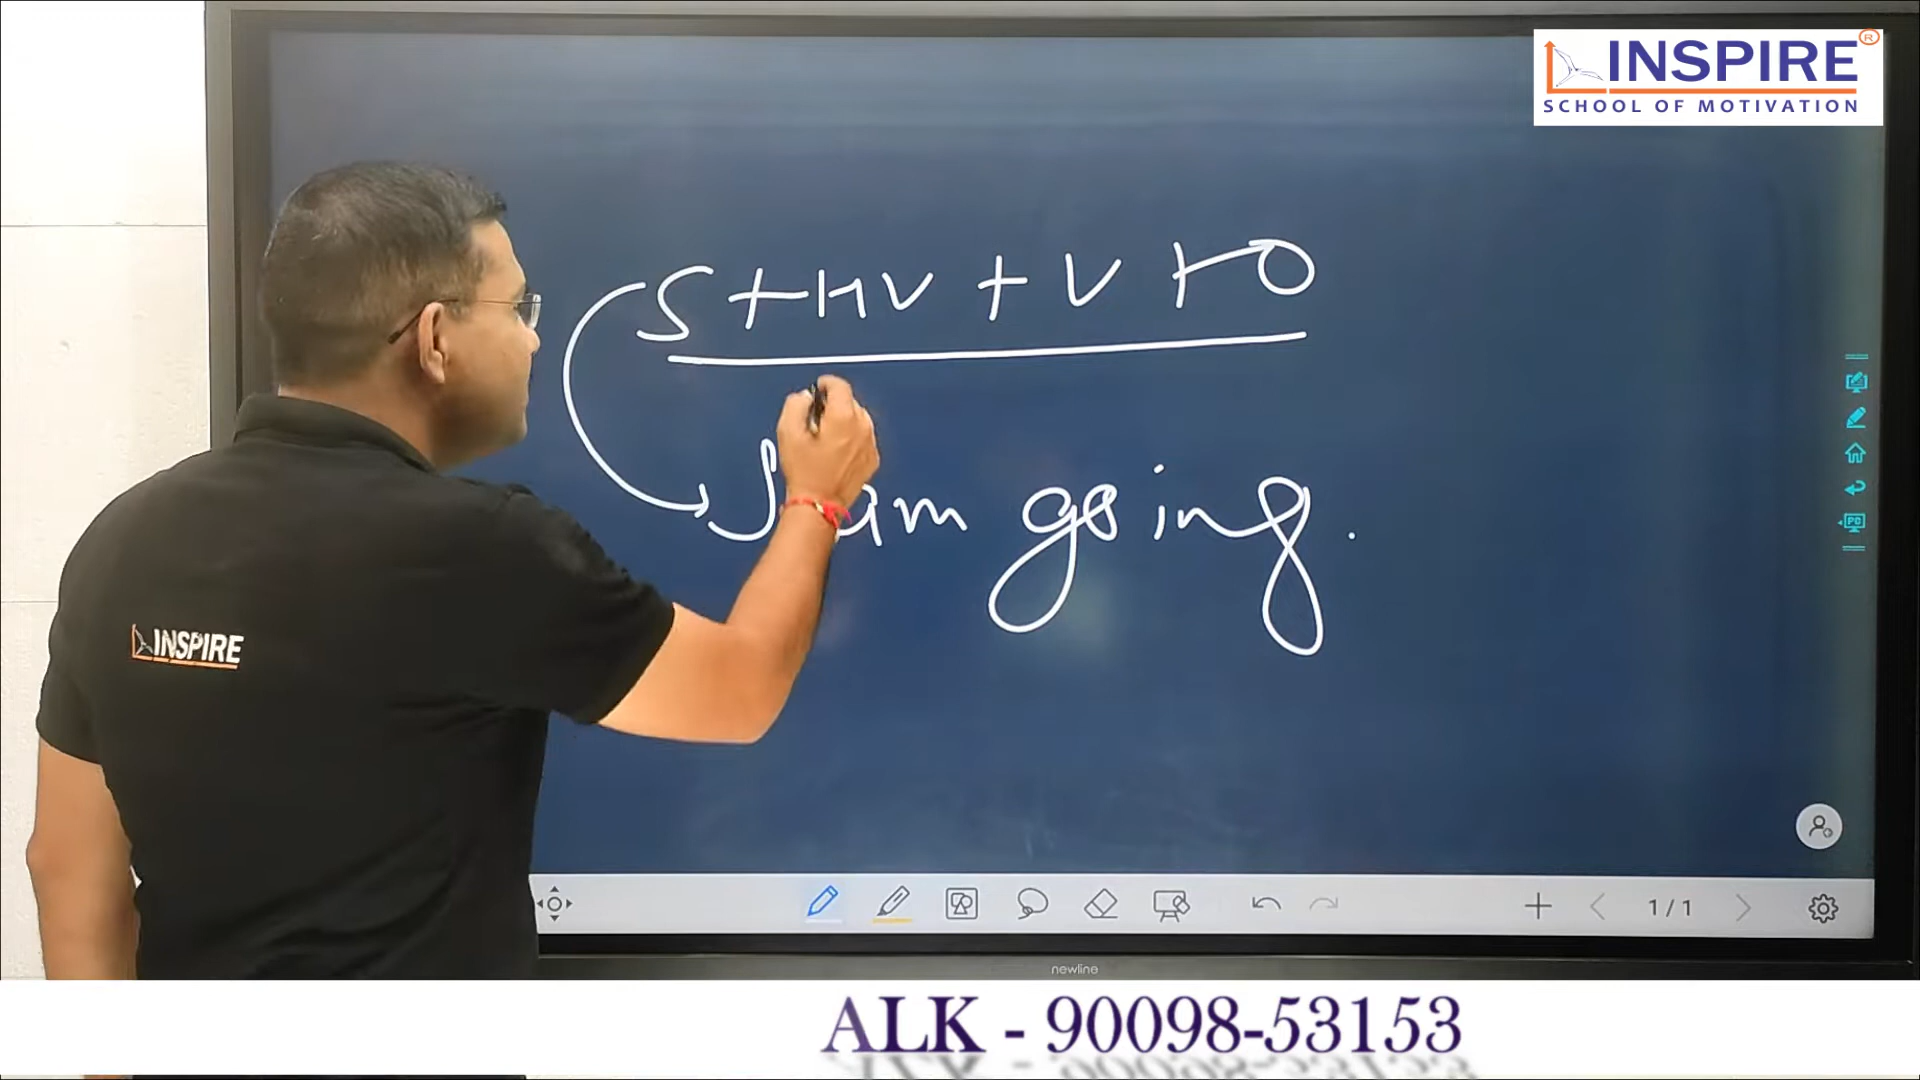 INSPIRE®
SCHOOL OF MOTIVATION
S + HV + V + O
I am going.
INSPIRE
1/1
newline
ALK - 90098-53153